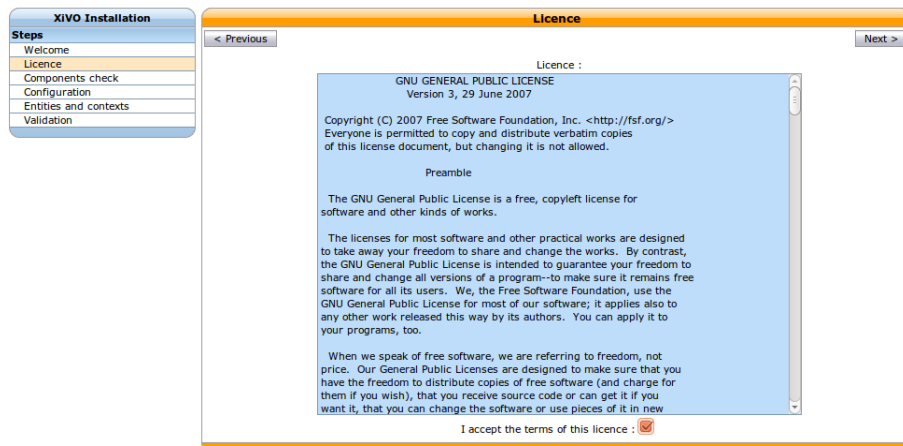 XiVO Installation
Steps
Welcome
Licence
Components check
Configuration
Entities and contexts
Validation
Licence
< Previous
Next >
Licence :
GNU GENERAL PUBLIC LICENSE
Version 3, 29 June 2007
Copyright (C) 2007 Free Software Foundation, Inc. <http://fsf.org/>
Everyone is permitted to copy and distribute verbatim copies
of this license document, but changing it is not allowed.
Preamble
The GNU General Public License is a free, copyleft license for
software and other kinds of works.
The licenses for most software and other practical works are designed
to take away your freedom to share and change the works.  By contrast,
the GNU General Public License is intended to guarantee your freedom to
share and change all versions of a program--to make sure it remains free
software for all its users.  We, the Free Software Foundation, use the
GNU General Public License for most of our software; it applies also to
any other work released this way by its authors.  You can apply it to
your programs, too.
When we speak of free software, we are referring to freedom, not
price.  Our General Public Licenses are designed to make sure that you
have the freedom to distribute copies of free software (and charge for
them if you wish), that you receive source code or can get it if you
want it, that you can change the software or use pieces of it in new
I accept the terms of this licence :